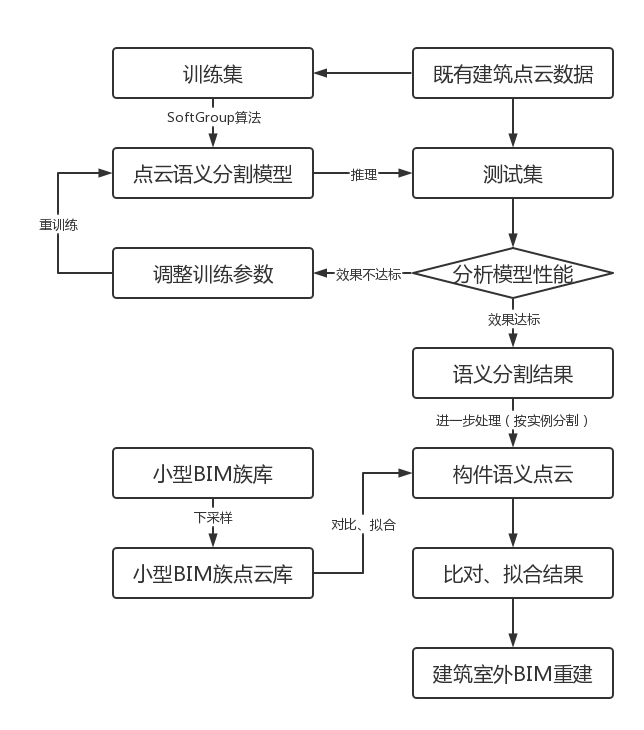 训练集
既有建筑点云数据
SoftGroup算法
点云语义分割模型
推理
测试集
重训练
调整训练参数
效果不达标
分析模型性能
效果达标
语义分割结果
进一步处理（按实例分割）
小型BIM族库
构件语义点云
下采样
对比、拟合
小型BIM族点云库
比对、拟合结果
建筑室外BIM重建